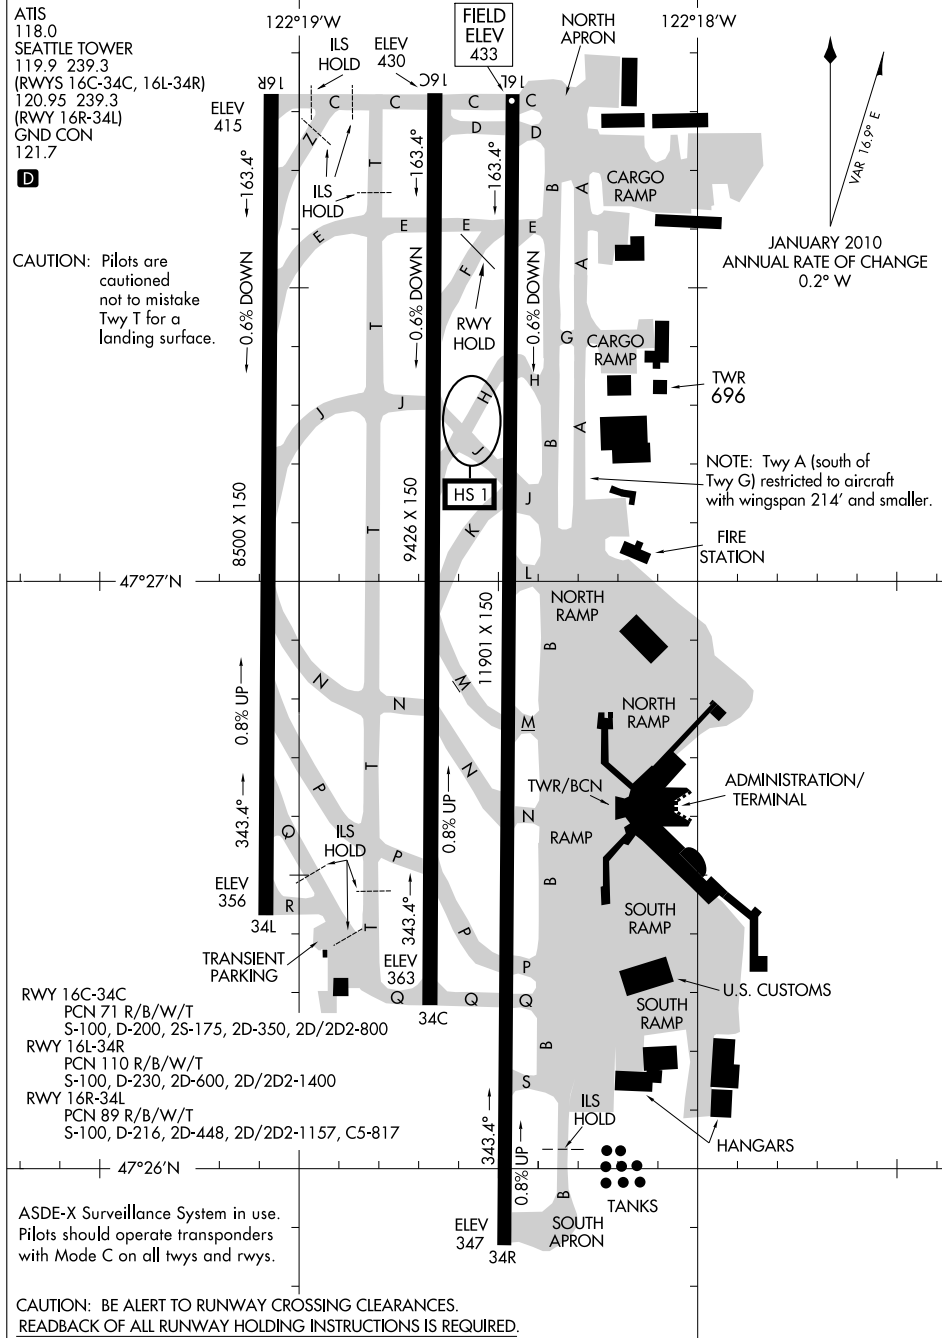 ATIS
118.0
SEATTLE TOWER
119.9 239.3
(RWYS 16C-34C, 16L-34R)
120.95 239.3
(RWY 16R-34L)
GND CON
121.7
D
122°19'W
122°18'W
FIELD
ELEV
433
NORTH
APRON
ILS
HOLD
ELEV
430
16R
16C
16L
ELEV
415
C
C
C
C
D
D
Z
T
ILS
HOLD
163.4°
163.4°
163.4°
B
A
CARGO
RAMP
VAR 16.9° E
JANUARY 2010
ANNUAL RATE OF CHANGE
0.2° W
CAUTION: Pilots are
cautioned
not to mistake
Twy T for a
landing surface.
E
E
E
E
F
A
0.6% DOWN
0.6% DOWN
0.6% DOWN
RWY
HOLD
T
G
CARGO
RAMP
TWR
696
H
H
J
J
J
J
B
A
HS 1
K
L
T
NOTE: Twy A (south of
Twy G) restricted to aircraft
with wingspan 214' and smaller.
FIRE
STATION
8500 X 150
9426 X 150
11901 X 150
47°27'N
NORTH
RAMP
B
0.8% UP
N
N
M
M
NORTH
RAMP
T
N
N
P
343.4°
0.8% UP
TWR/BCN
ADMINISTRATION/
TERMINAL
RAMP
Q
ILS
HOLD
P
B
ELEV
356
R
T
343.4°
SOUTH
RAMP
34L
P
P
TRANSIENT
PARKING
ELEV
363
Q
Q
Q
34C
U.S. CUSTOMS
SOUTH
RAMP
RWY 16C-34C
PCN 71 R/B/W/T
S-100, D-200, 2S-175, 2D-350, 2D/2D2-800
RWY 16L-34R
PCN 110 R/B/W/T
S-100, D-230, 2D-600, 2D/2D2-1400
RWY 16R-34L
PCN 89 R/B/W/T
S-100, D-216, 2D-448, 2D/2D2-1157, C5-817
B
S
ILS
HOLD
HANGARS
343.4°
0.8% UP
47°26'N
B
TANKS
SOUTH
APRON
ELEV
347
34R
ASDE-X Surveillance System in use.
Pilots should operate transponders
with Mode C on all twys and rwys.
CAUTION: BE ALERT TO RUNWAY CROSSING CLEARANCES.
READBACK OF ALL RUNWAY HOLDING INSTRUCTIONS IS REQUIRED.